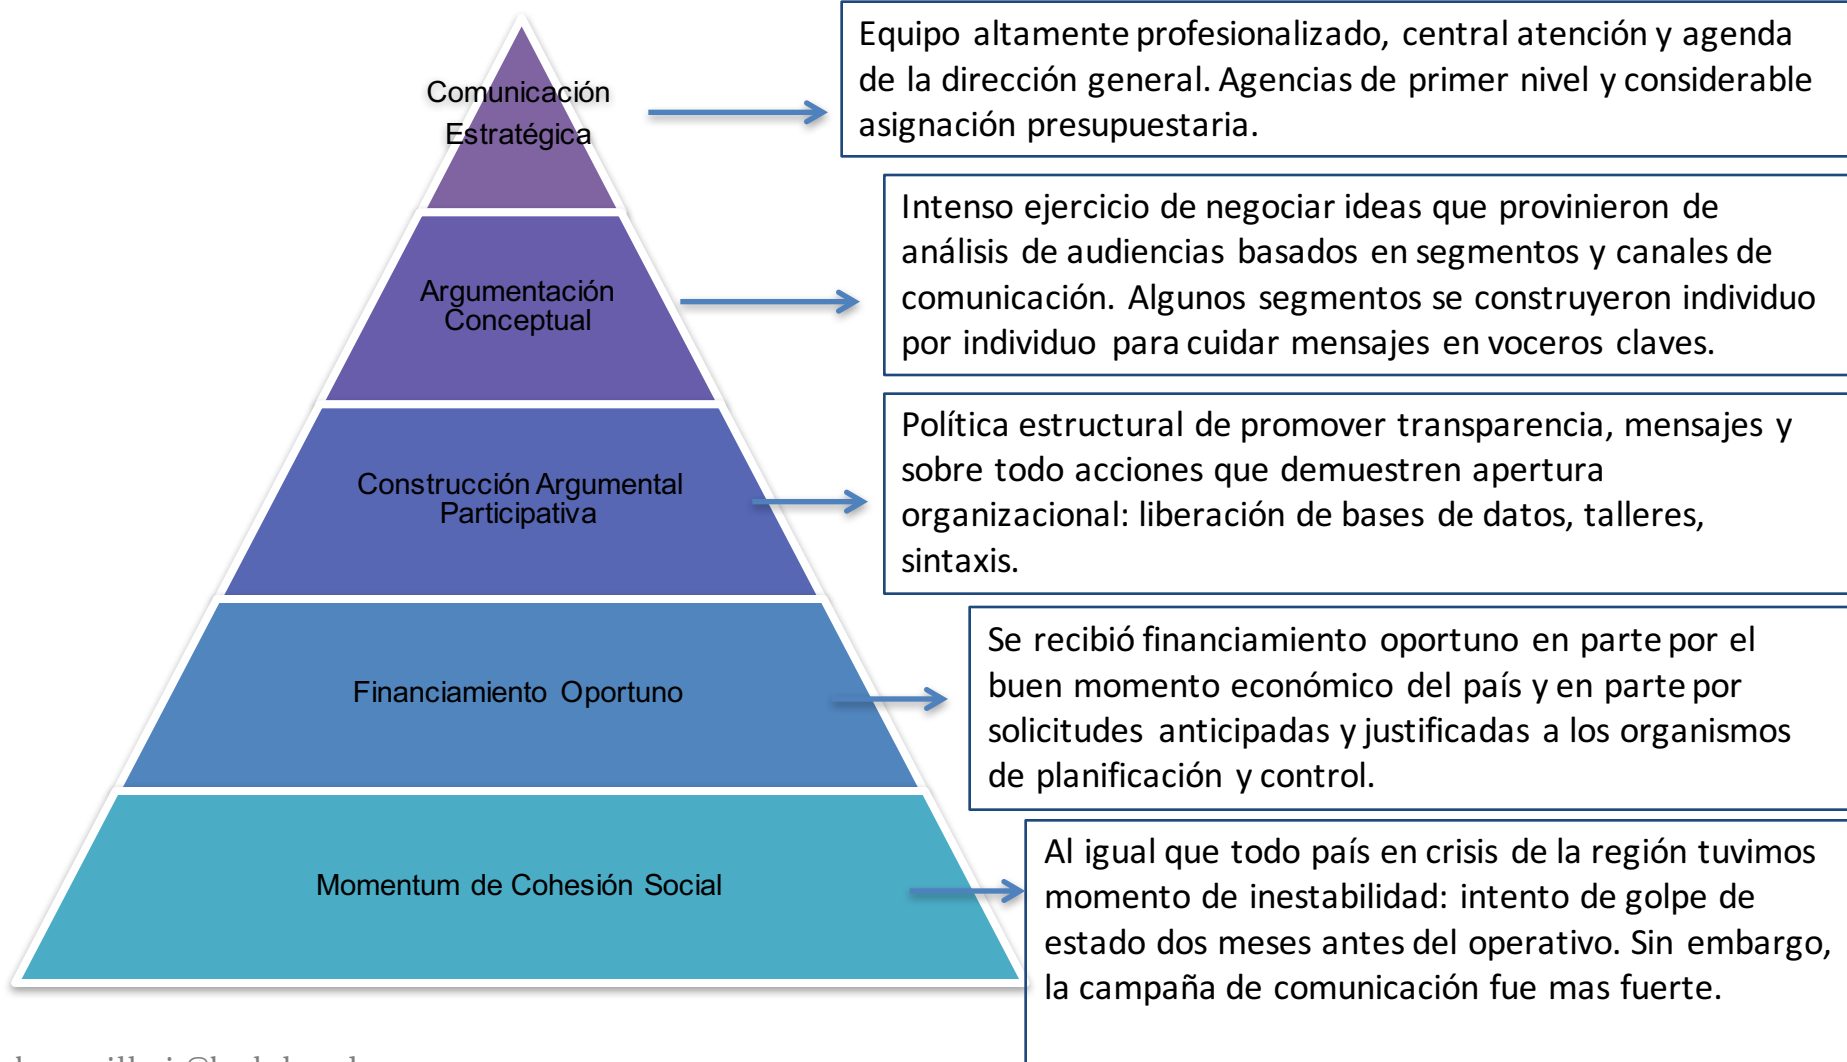 Comunicación
Estratégica
Equipo altamente profesionalizado, central atención y agenda
de la dirección general. Agencias de primer nivel y considerable
asignación presupuestaria.
Argumentación
Conceptual
Intenso ejercicio de negociar ideas que provinieron de
análisis de audiencias basados en segmentos y canales de
comunicación. Algunos segmentos se construyeron individuo
por individuo para cuidar mensajes en voceros claves.
Construcción Argumental
Participativa
Política estructural de promover transparencia, mensajes y
sobre todo acciones que demuestren apertura
organizacional: liberación de bases de datos, talleres,
sintaxis.
Financiamiento Oportuno
Se recibió financiamiento oportuno en parte por el
buen momento económico del país y en parte por
solicitudes anticipadas y justificadas a los organismos
de planificación y control.
Momentum de Cohesión Social
Al igual que todo país en crisis de la región tuvimos
momento de inestabilidad: intento de golpe de
estado dos meses antes del operativo. Sin embargo,
la campaña de comunicación fue mas fuerte.